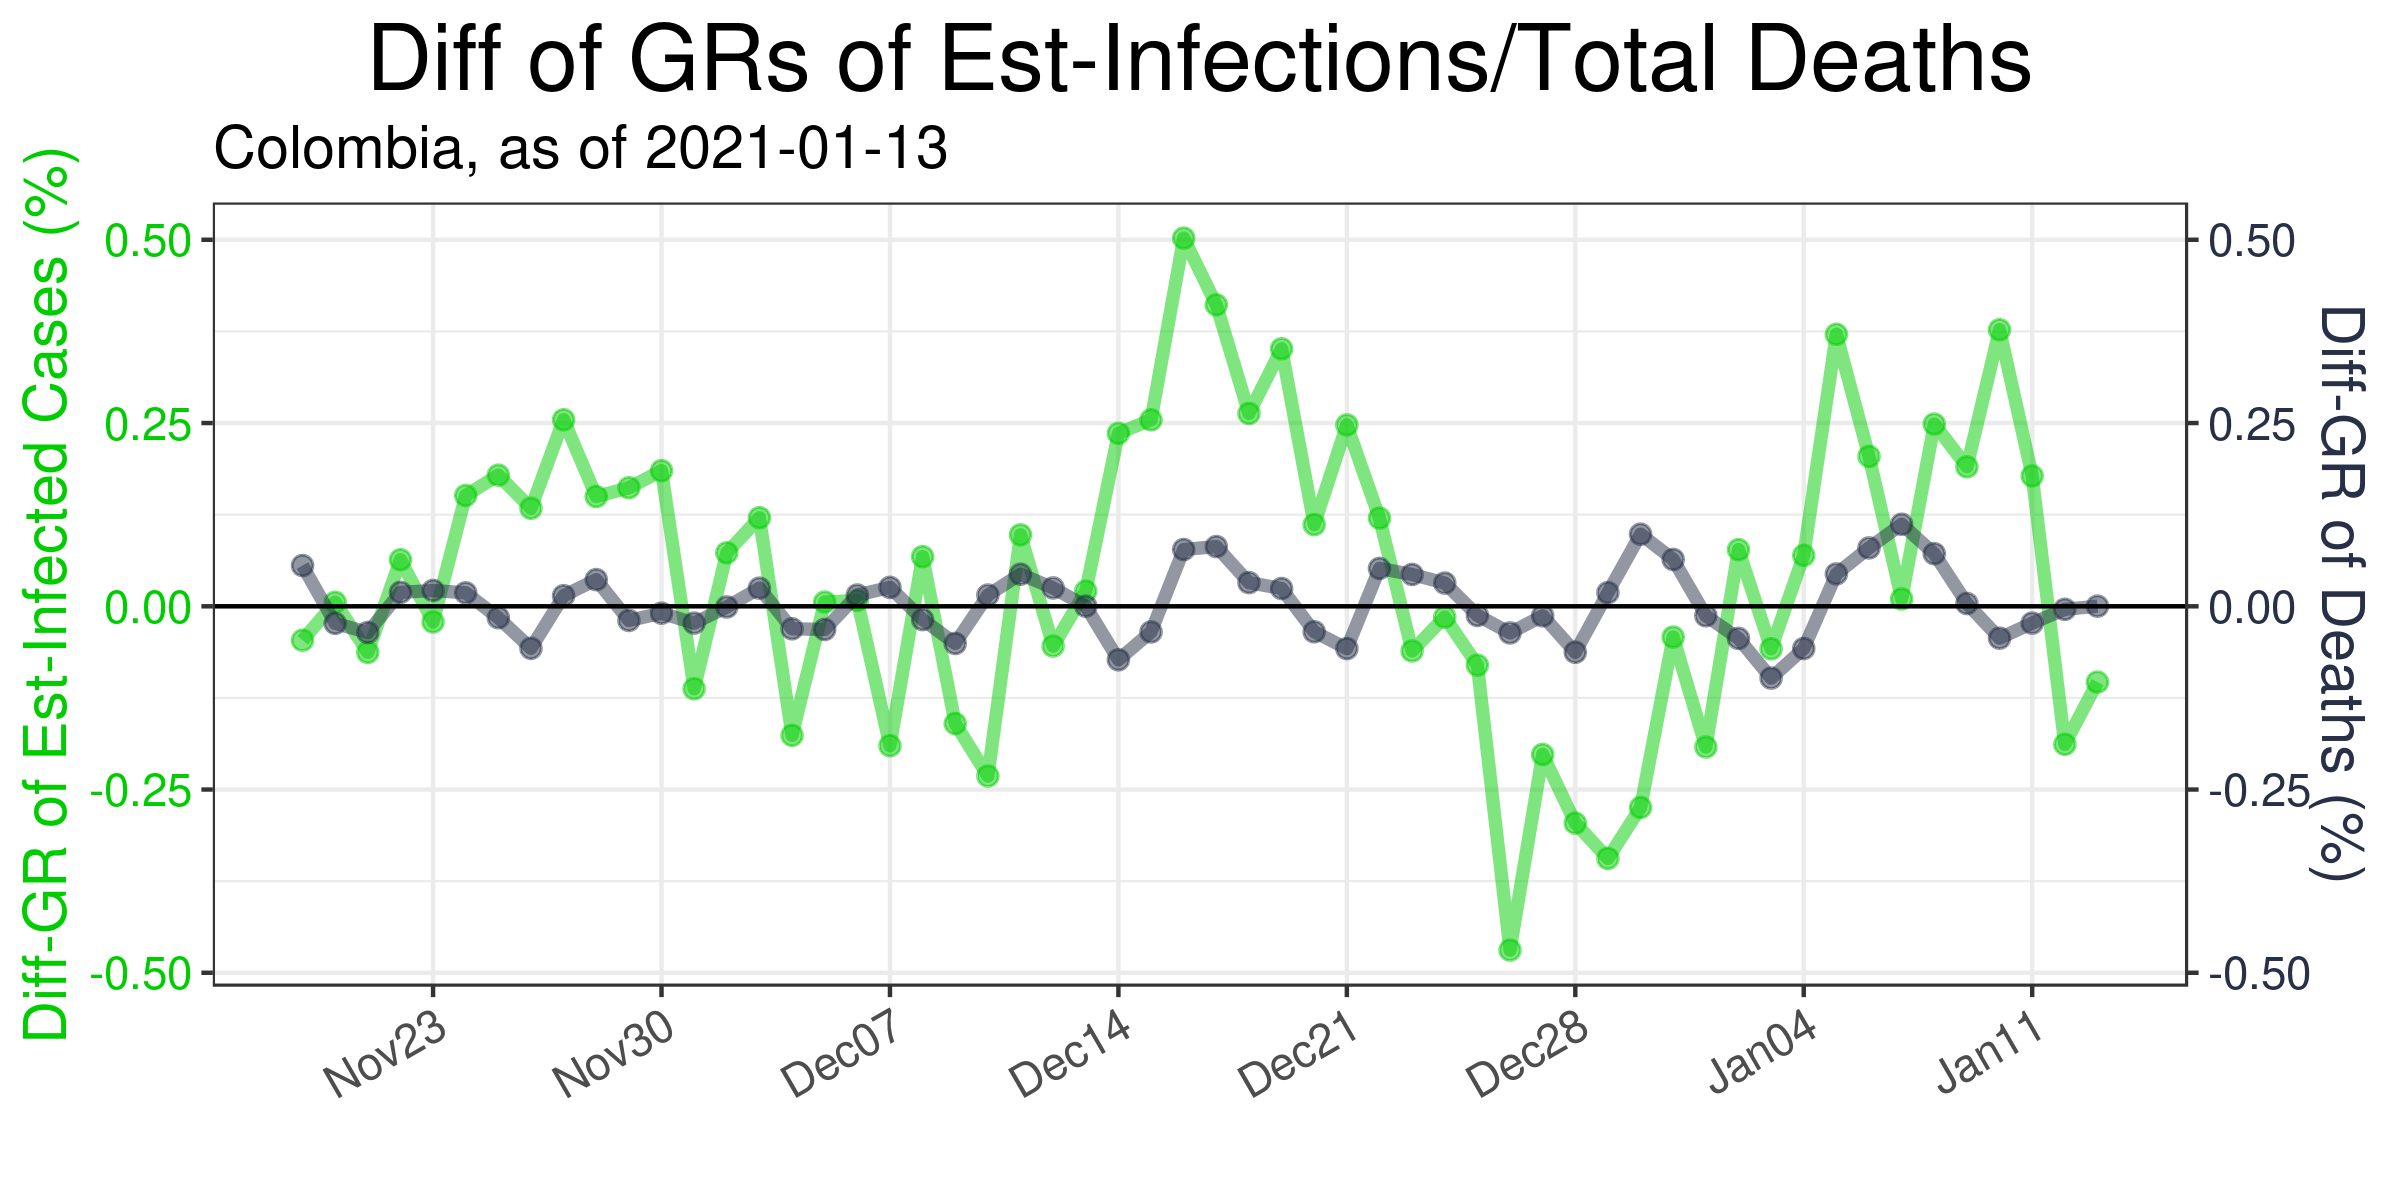 Diff of GRs of Est-Infections/Total Deaths
Colombia, as of 2021-01-13
Diff-GR of Est-Infected Cases (%)
0.50
0.25
0.00
-0.25
-0.50
0.50
0.25
0.00
-0.25
-0.50
Diff-GR of Deaths (%)
Nov23
Nov30
Dec07
Dec14
Dec21
Dec28
Jan04
Jan11